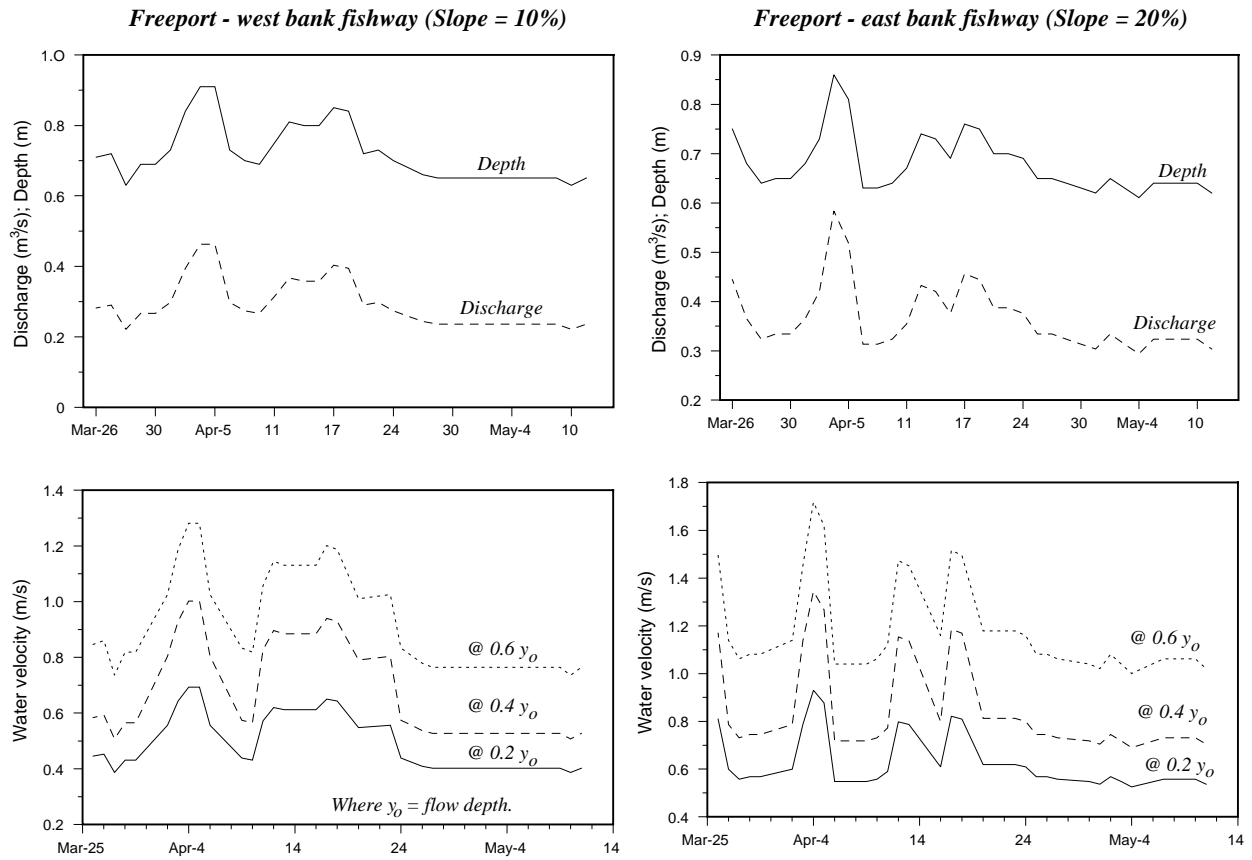 Freeport - west bank fishway (Slope = 10%)
Freeport - east bank fishway (Slope = 20%)
Discharge (m³/s); Depth (m)
1.O
0.8
0.6
0.4
0.2
0
Depth
Discharge
Mar-26 30 Apr-5 11 17 24 30 May-4 10
Discharge (m³/s); Depth (m)
0.9
0.8
0.7
0.6
0.5
0.4
0.3
0.2
Depth
Discharge
Mar-26 30 Apr-5 11 17 24 30 May-4 10
Water velocity (m/s)
1.4
1.2
1.0
0.8
0.6
0.4
0.2
@ 0.6 yo
@ 0.4 yo
@ 0.2 yo
Where yo = flow depth.
Mar-25 Apr-4 14 24 May-4 14
Water velocity (m/s)
1.8
1.6
1.4
1.2
1.0
0.8
0.6
0.4
@ 0.6 yo
@ 0.4 yo
@ 0.2 yo
Mar-25 Apr-4 14 24 May-4 14